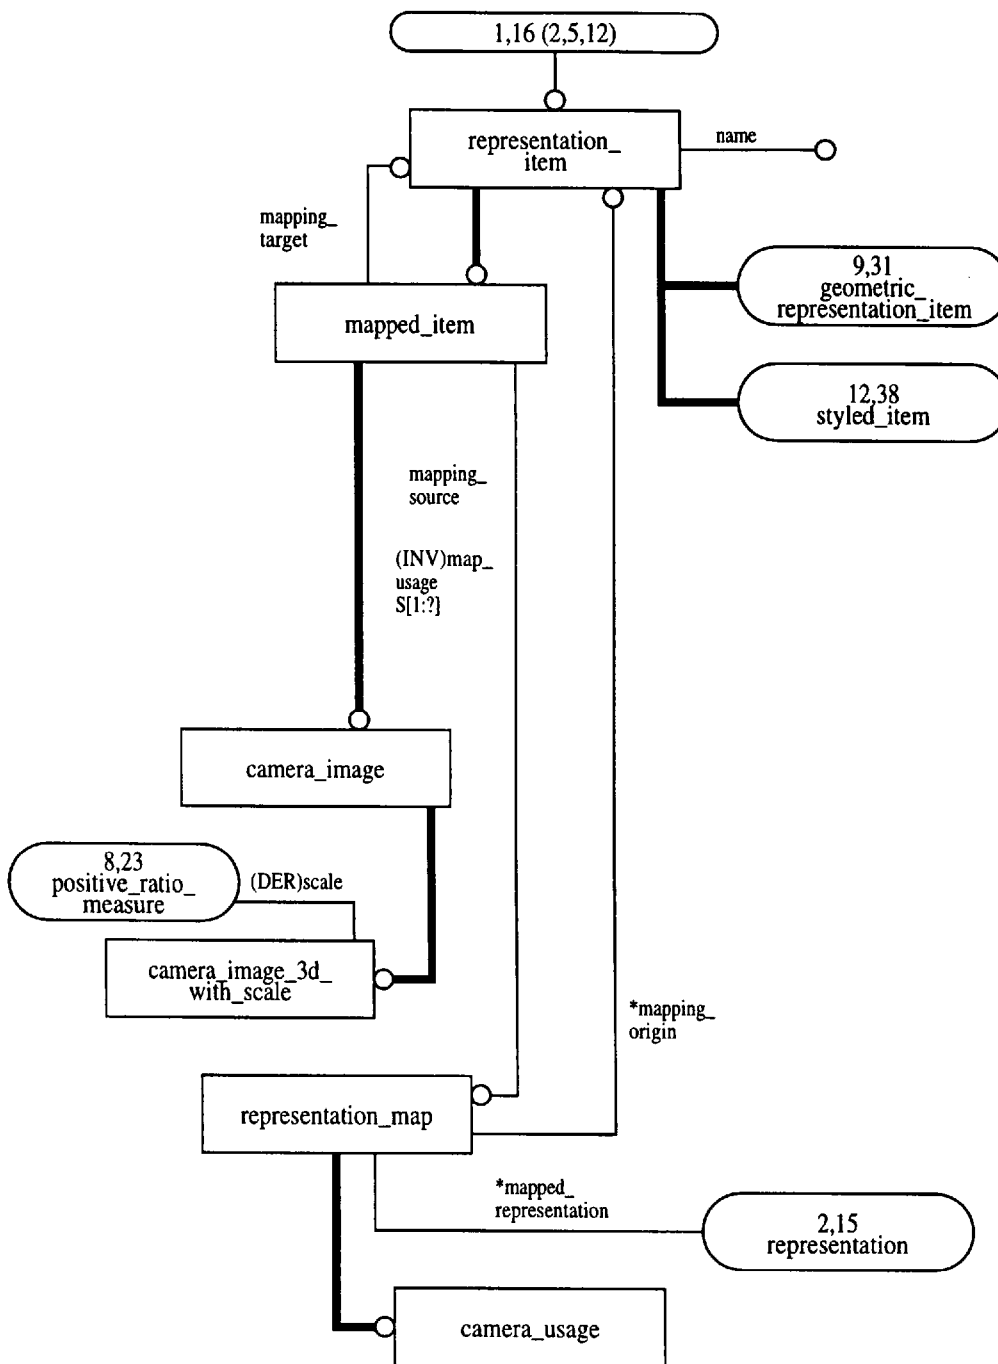 1,16 (2,5,12)
representation_
item
name
mapping_
target
9,31
geometric_
representation_item
mapped_item
12,38
styled_item
mapping_
source
(INV)map_
usage
S[1:?]
camera_image
8,23
positive_ratio_
measure
(DER)scale
camera_image_3d_
with_scale
*mapping_
origin
representation_map
*mapped_
representation
2,15
representation
camera_usage